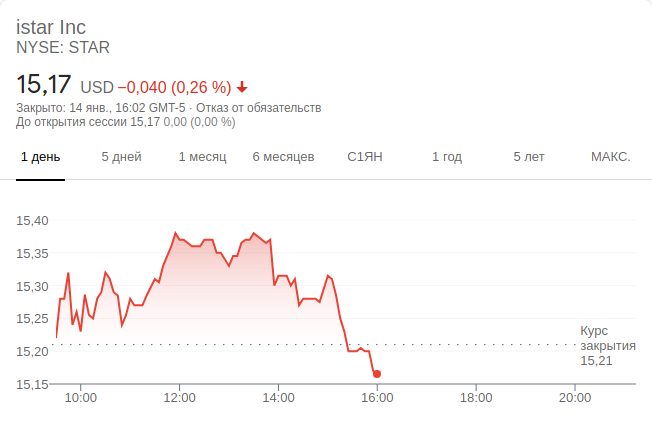 istar Inc
NYSE: STAR
15,17 USD −0,040 (0,26 %)
Закрыто: 14 янв., 16:02 GMT-5 · Отказ от обязательств
До открытия сессии 15,17 0,00 (0,00 %)
1 день 5 дней 1 месяц 6 месяцев С1ЯН 1 год 5 лет МАКС.
15,40
15,35
15,30
15,25
15,20
15,15
Курс
закрытия
15,21
10:00 12:00 14:00 16:00 18:00 20:00